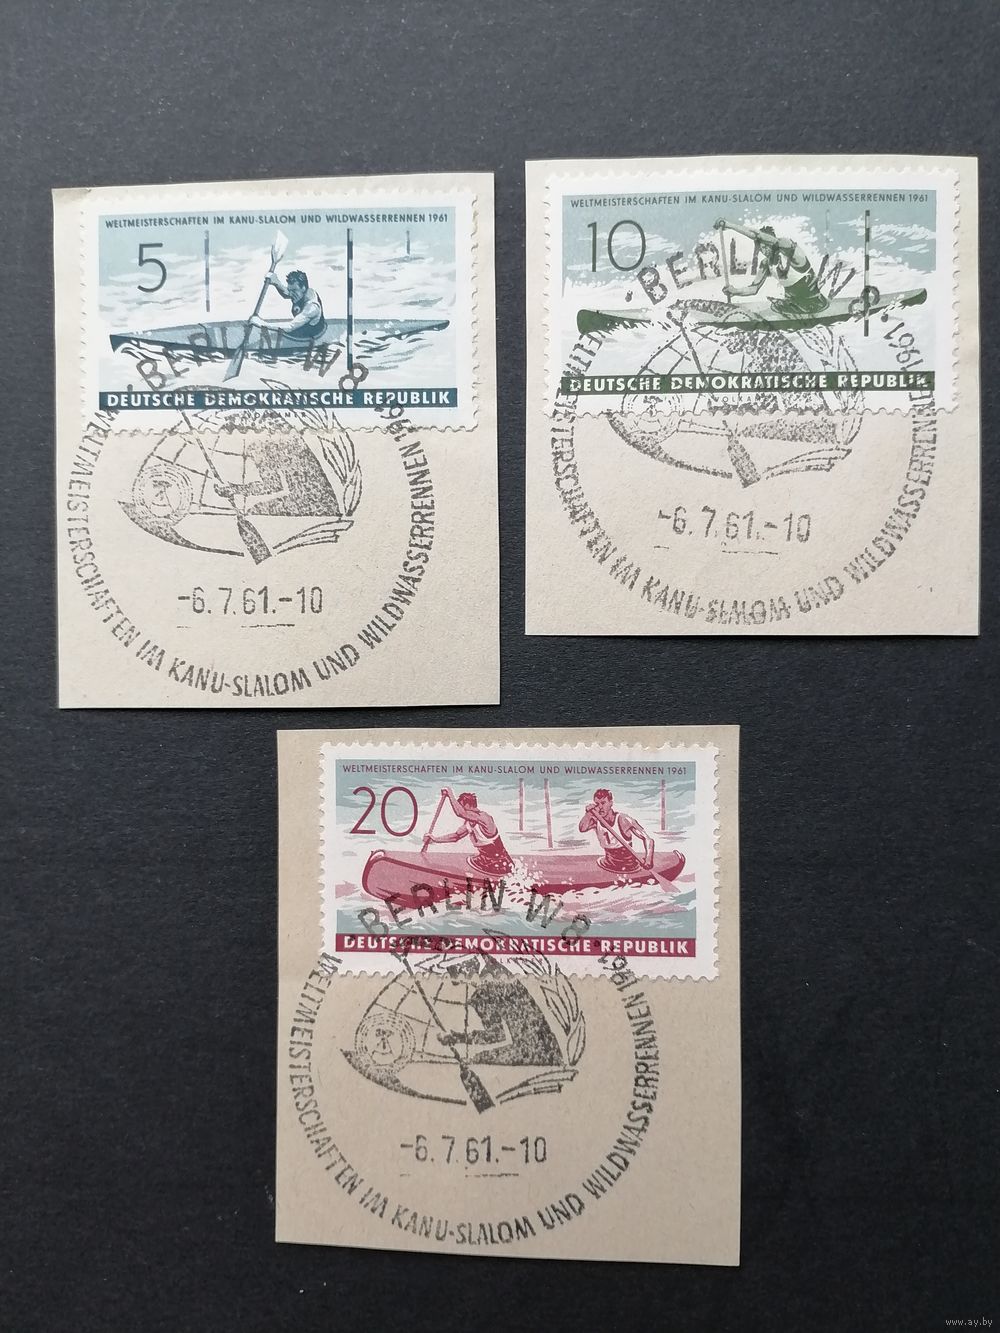 WELTMEISTERSCHAFTEN IM KANU-SLALOM UND WILDWASSERRENNEN 1961
5
DEUTSCHE DEMOKRATISCHE REPUBLIK
·BERLIN W 8·
WELTMEISTERSCHAFTEN IM KANU-SLALOM UND WILDWASSERRENNEN 1961
-6.7.61.-10
WELTMEISTERSCHAFTEN IM KANU-SLALOM UND WILDWASSERRENNEN 1961
10
DEUTSCHE DEMOKRATISCHE REPUBLIK
·BERLIN W 8·
WELTMEISTERSCHAFTEN IM KANU-SLALOM UND WILDWASSERRENNEN 1961
-6.7.61.-10
WELTMEISTERSCHAFTEN IM KANU-SLALOM UND WILDWASSERRENNEN 1961
20
DEUTSCHE DEMOKRATISCHE REPUBLIK
·BERLIN W 8·
WELTMEISTERSCHAFTEN IM KANU-SLALOM UND WILDWASSERRENNEN 1961
-6.7.61.-10
www.ay.by